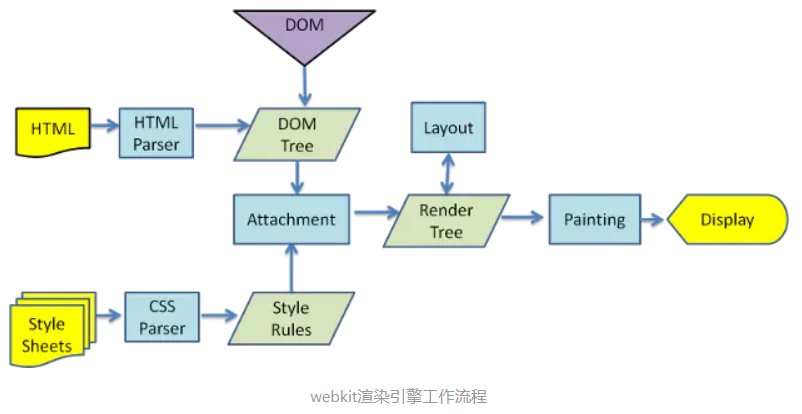 DOM
HTML
HTML
Parser
DOM
Tree
Layout
Attachment
Render
Tree
Painting
Display
Style
Sheets
CSS
Parser
Style
Rules
webkit渲染引擎工作流程